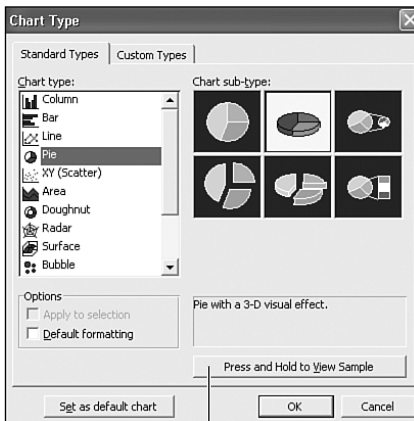 Chart Type
Standard Types
Custom Types
Chart type:
Chart sub-type:
Column
Bar
Line
Pie
XY (Scatter)
Area
Doughnut
Radar
Surface
Bubble
Options
Apply to selection
Default formatting
Pie with a 3-D visual effect.
Press and Hold to View Sample
Set as default chart
OK
Cancel